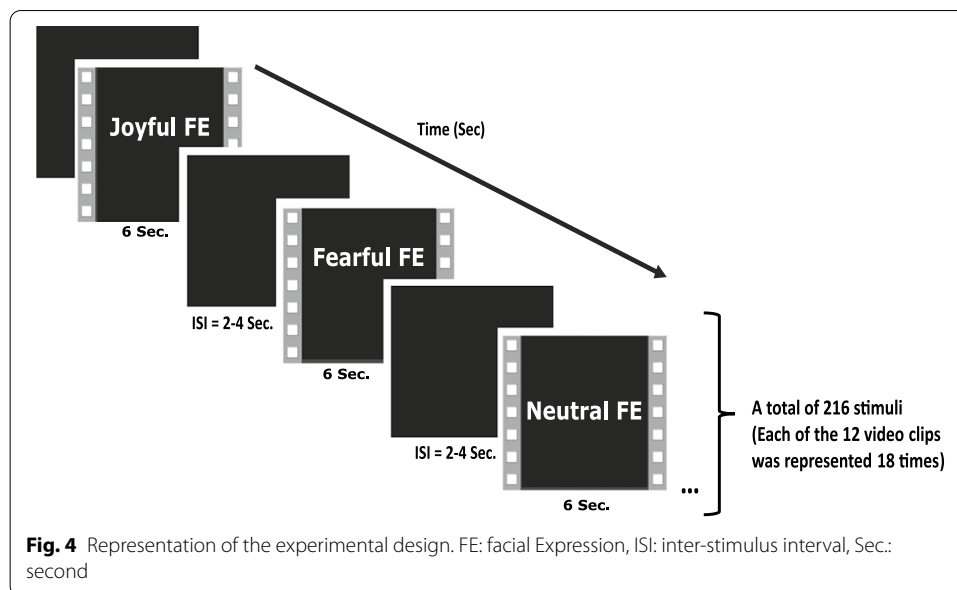 Joyful FE
Time (Sec)
6 Sec.
Fearful FE
ISI = 2-4 Sec.
6 Sec.
Neutral FE
ISI = 2-4 Sec.
6 Sec.
...
A total of 216 stimuli
(Each of the 12 video clips
was represented 18 times)
Fig. 4 Representation of the experimental design. FE: facial Expression, ISI: inter-stimulus interval, Sec.:
second